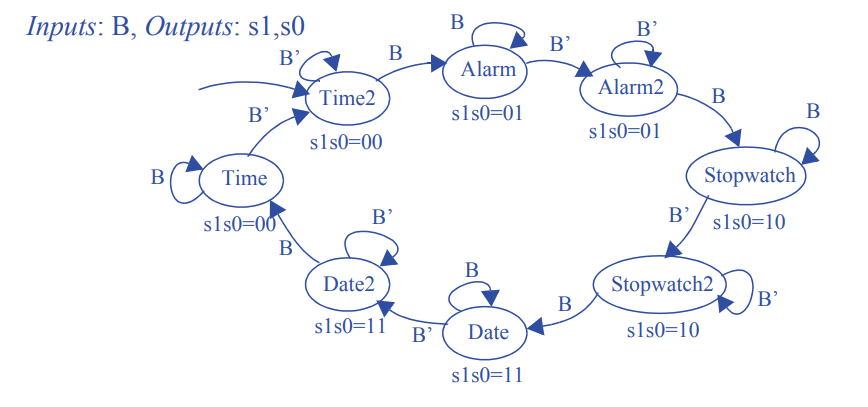 Inputs: B, Outputs: s1,s0
B’
B
B
B’
B’
Time2
s1s0=00
Alarm
s1s0=01
Alarm2
s1s0=01
B
B
B’
B
Time
s1s0=00
Stopwatch
s1s0=10
B’
B
B’
Date2
s1s0=11
B’
B
Date
s1s0=11
B
Stopwatch2
s1s0=10
B’